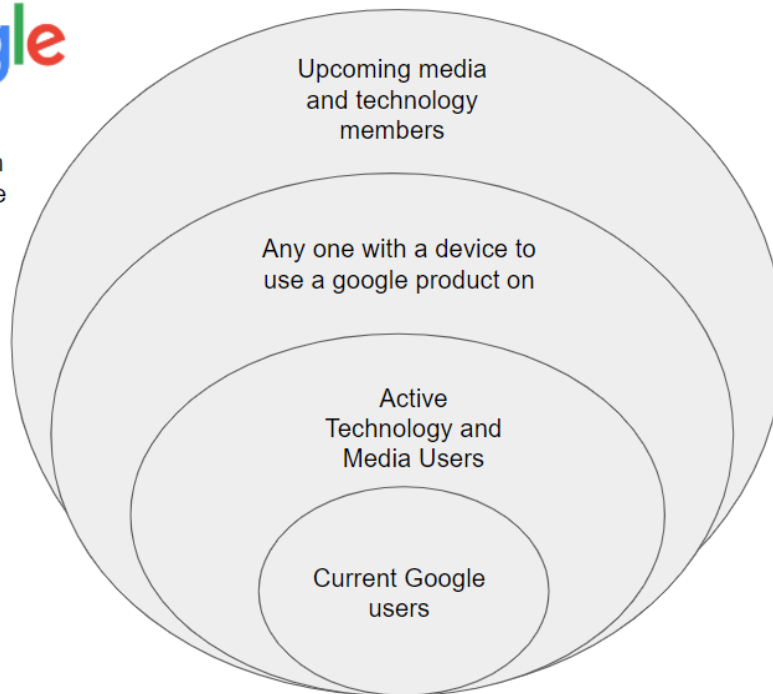 gle
Upcoming media
and technology
members
Any one with a device to
use a google product on
Active
Technology and
Media Users
Current Google
users